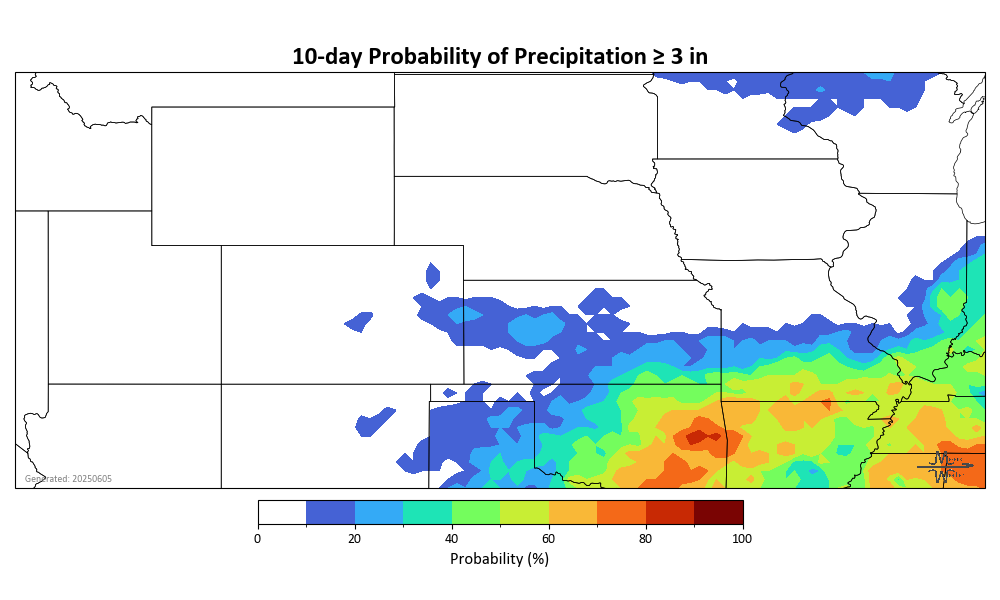 10-day Probability of Precipitation ≥ 3 in
Generated: 20250605
0 20 40 60 80 100
Probability (%)